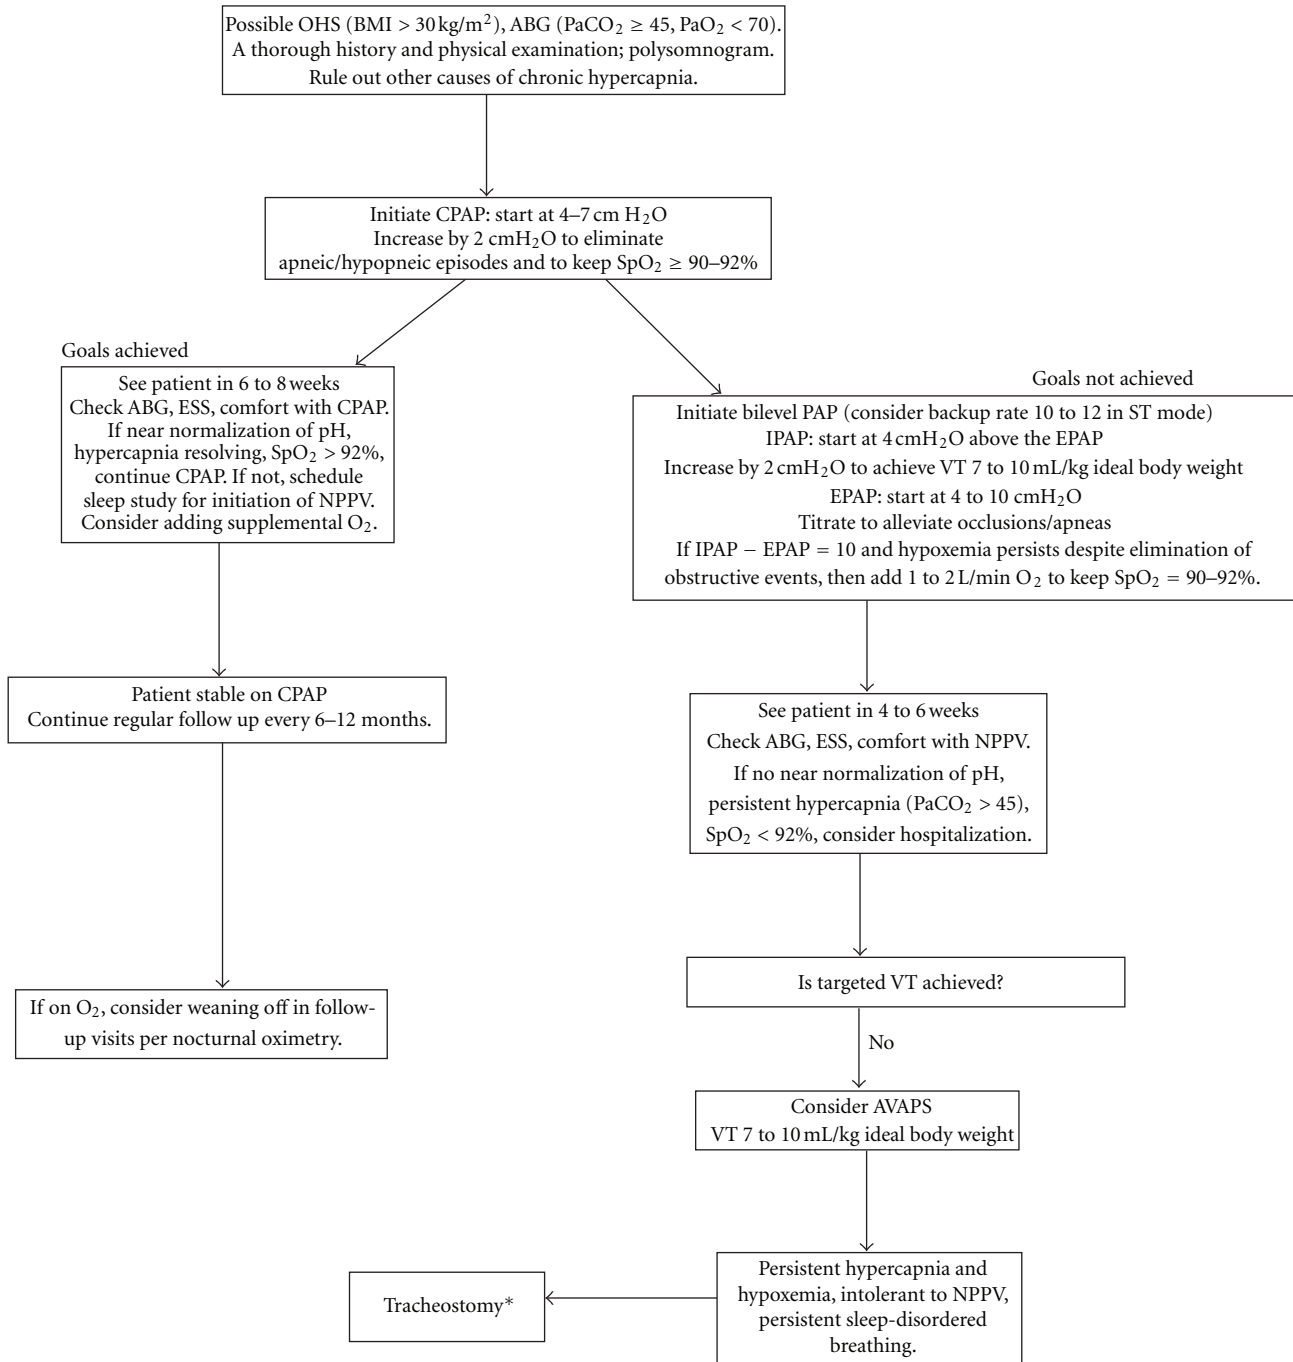 Possible OHS (BMI > 30 kg/m²), ABG (PaCO₂ ≥ 45, PaO₂ < 70).
A thorough history and physical examination; polysomnogram.
Rule out other causes of chronic hypercapnia.
Initiate CPAP: start at 4–7 cm H₂O
Increase by 2 cmH₂O to eliminate
apneic/hypopneic episodes and to keep SpO₂ ≥ 90–92%
Goals achieved
See patient in 6 to 8 weeks
Check ABG, ESS, comfort with CPAP.
If near normalization of pH,
hypercapnia resolving, SpO₂ > 92%,
continue CPAP. If not, schedule
sleep study for initiation of NPPV.
Consider adding supplemental O₂.
Patient stable on CPAP
Continue regular follow up every 6–12 months.
If on O₂, consider weaning off in follow-
up visits per nocturnal oximetry.
Goals not achieved
Initiate bilevel PAP (consider backup rate 10 to 12 in ST mode)
IPAP: start at 4 cmH₂O above the EPAP
Increase by 2 cmH₂O to achieve VT 7 to 10 mL/kg ideal body weight
EPAP: start at 4 to 10 cmH₂O
Titrate to alleviate occlusions/apneas
If IPAP − EPAP = 10 and hypoxemia persists despite elimination of
obstructive events, then add 1 to 2 L/min O₂ to keep SpO₂ = 90–92%.
See patient in 4 to 6 weeks
Check ABG, ESS, comfort with NPPV.
If no near normalization of pH,
persistent hypercapnia (PaCO₂ > 45),
SpO₂ < 92%, consider hospitalization.
Is targeted VT achieved?
No
Consider AVAPS
VT 7 to 10 mL/kg ideal body weight
Persistent hypercapnia and
hypoxemia, intolerant to NPPV,
persistent sleep-disordered
breathing.
Tracheostomy*